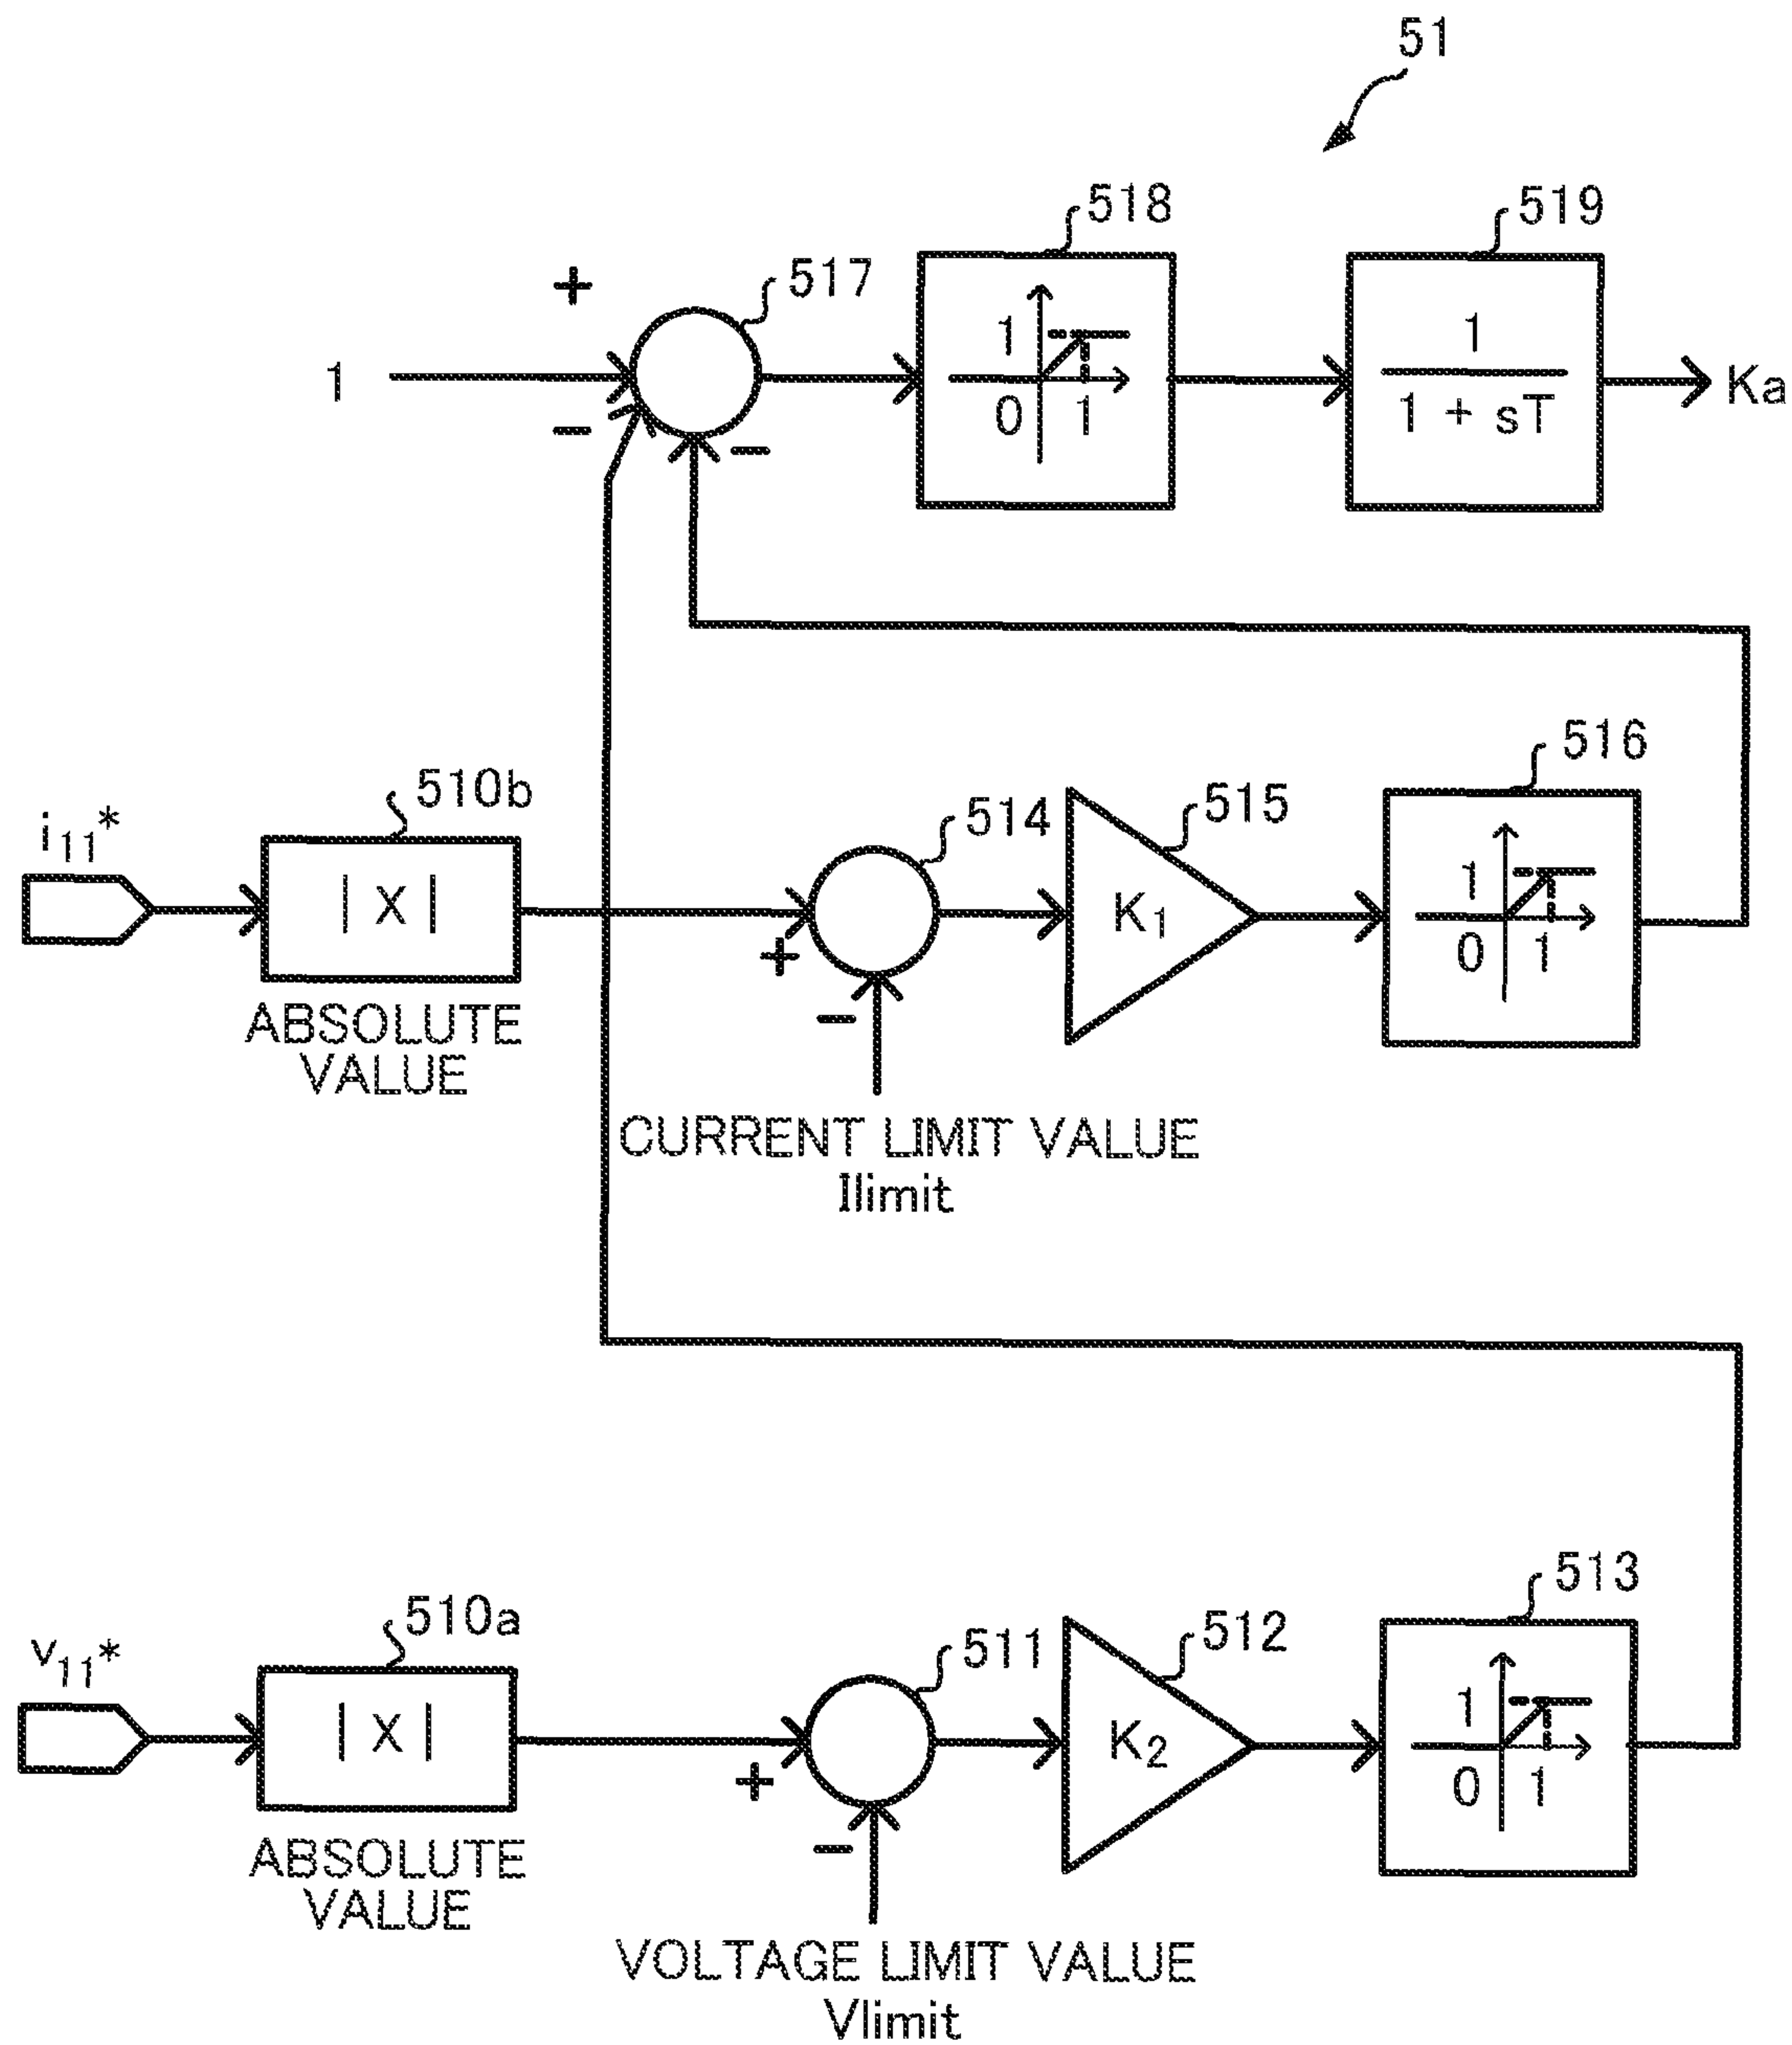 51
518
519
517
+
1
1
1
0 1
1 + sT
Ka
−
−
516
510b
515
i11*
514
| X |
K1
1
+
0 1
ABSOLUTE
VALUE
−
CURRENT LIMIT VALUE
Ilimit
513
510a
512
v11*
511
| X |
K2
1
+
0 1
ABSOLUTE
VALUE
−
VOLTAGE LIMIT VALUE
Vlimit